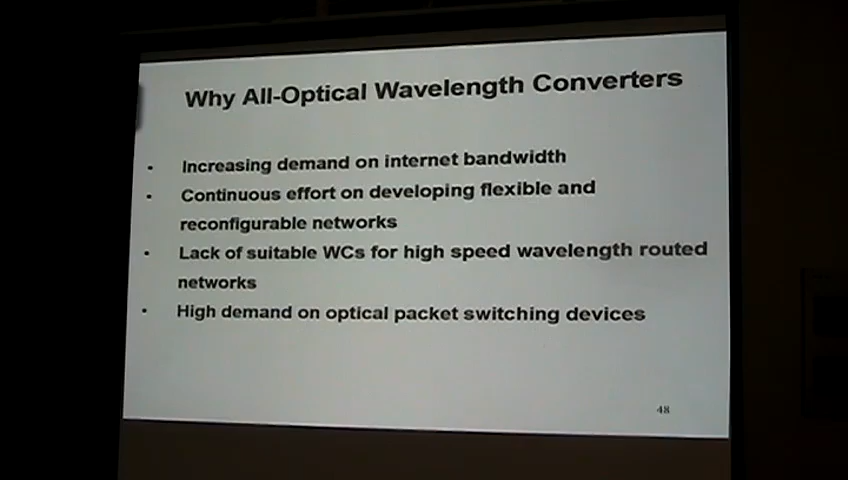 Why All-Optical Wavelength Converters
• Increasing demand on internet bandwidth
• Continuous effort on developing flexible and
reconfigurable networks
• Lack of suitable WCs for high speed wavelength routed
networks
• High demand on optical packet switching devices
48